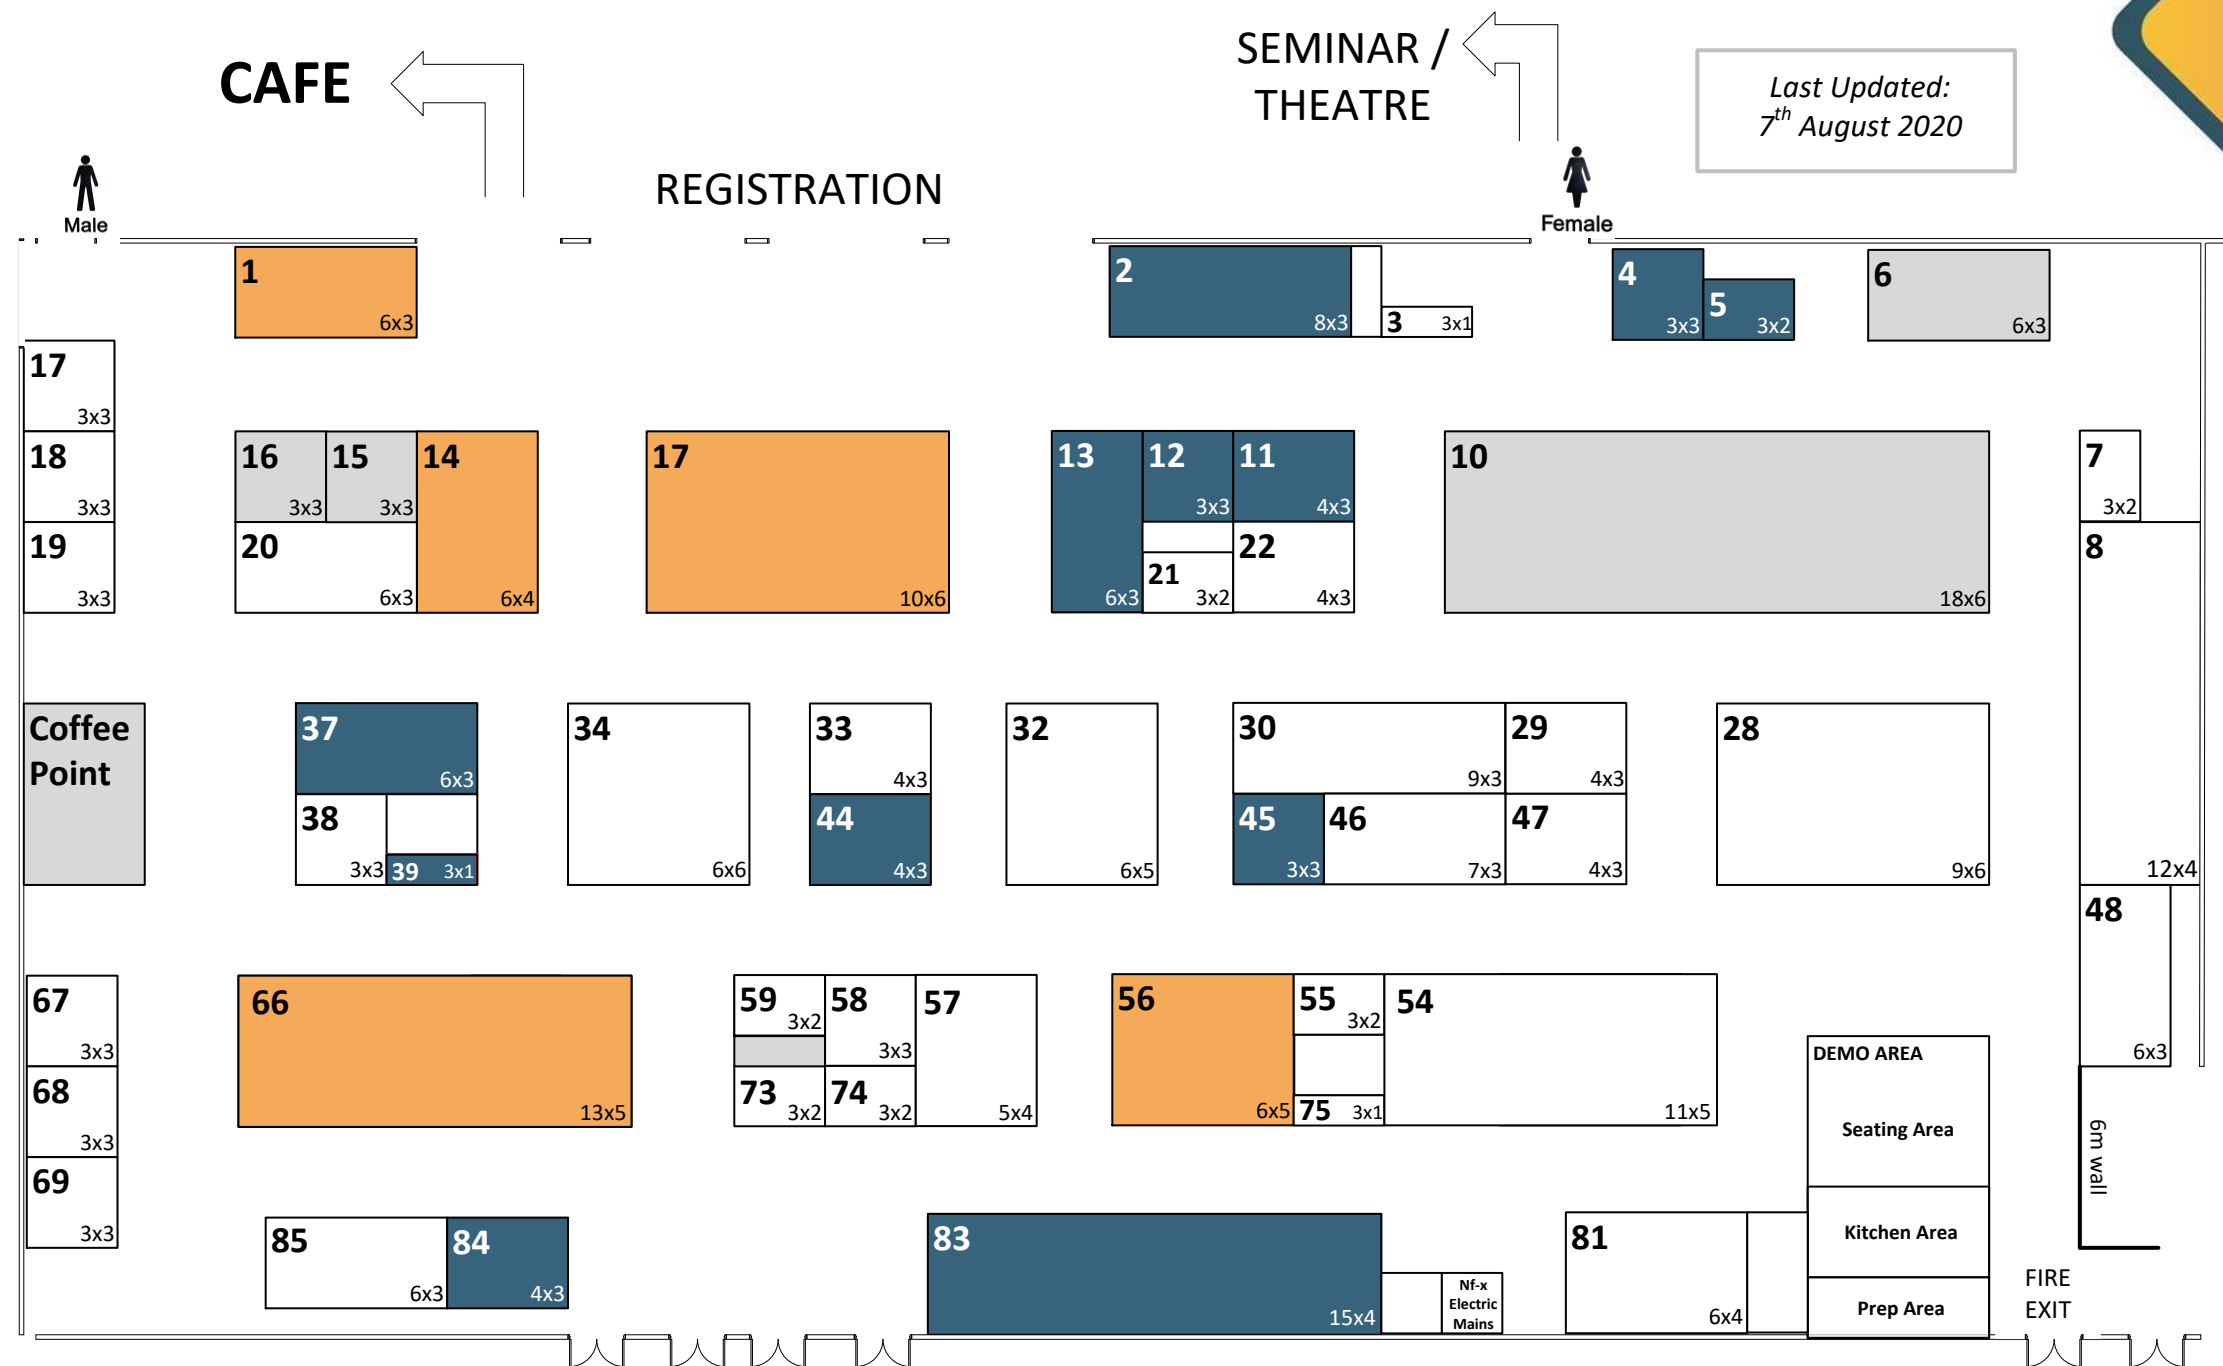 CAFE
SEMINAR /
THEATRE
Last Updated:
7th August 2020
Male
REGISTRATION
Female
1
6x3
2
8x3
3
3x1
4
3x3
5
3x2
6
6x3
17
3x3
18
3x3
19
3x3
16
3x3
15
3x3
14
6x4
20
6x3
17
10x6
13
6x3
12
3x3
11
4x3
21
3x2
22
4x3
10
18x6
7
3x2
8
12x4
Coffee
Point
37
6x3
38
3x3
39
3x1
34
6x6
33
4x3
44
4x3
32
6x5
30
9x3
29
4x3
45
3x3
46
7x3
47
4x3
28
9x6
48
6x3
67
3x3
68
3x3
69
3x3
66
13x5
59
3x2
58
3x3
57
5x4
73
3x2
74
3x2
56
6x5
55
3x2
75
3x1
54
11x5
DEMO AREA
Seating Area
Kitchen Area
Prep Area
6m wall
85
6x3
84
4x3
83
15x4
Nf-x
Electric
Mains
81
6x4
FIRE
EXIT